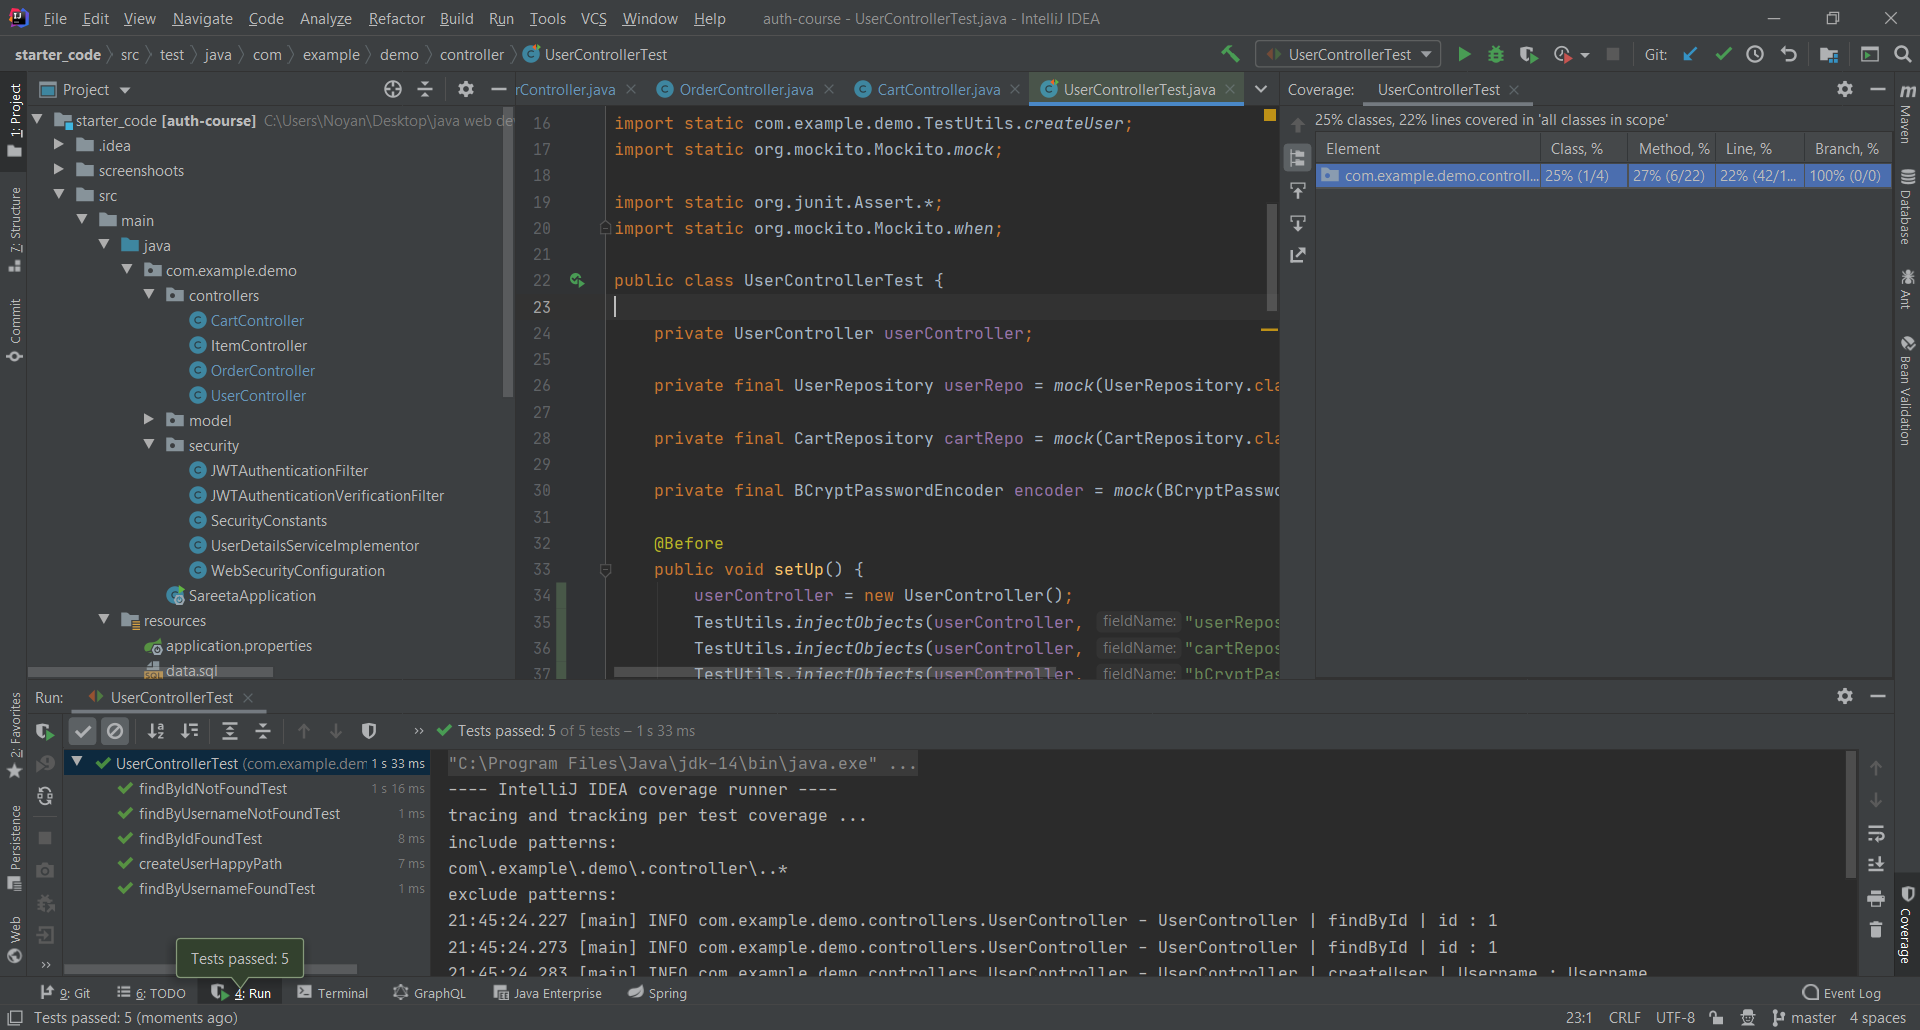 File Edit View Navigate Code Analyze Refactor Build Run Tools VCS Window Help auth-course - UserControllerTest.java - IntelliJ IDEA
starter_code src test java com example demo controller UserControllerTest
UserControllerTest Git:
1: Project
7: Structure
Commit
2: Favorites
Persistence
Web
Project
starter_code [auth-course] C:\Users\Noyan\Desktop\java web de
.idea
screenshoots
src
main
java
com.example.demo
controllers
CartController
ItemController
OrderController
UserController
model
security
JWTAuthenticationFilter
JWTAuthenticationVerificationFilter
SecurityConstants
UserDetailsServiceImplementor
WebSecurityConfiguration
SareetaApplication
resources
application.properties
data.sql
rController.java OrderController.java CartController.java UserControllerTest.java
16 import static com.example.demo.TestUtils.createUser;
17 import static org.mockito.Mockito.mock;
18
19 import static org.junit.Assert.*;
20 import static org.mockito.Mockito.when;
21
22 public class UserControllerTest {
23
24 private UserController userController;
25
26 private final UserRepository userRepo = mock(UserRepository.cla
27
28 private final CartRepository cartRepo = mock(CartRepository.cla
29
30 private final BCryptPasswordEncoder encoder = mock(BCryptPasswo
31
32 @Before
33 public void setUp() {
34 userController = new UserController();
35 TestUtils.injectObjects(userController, fieldName: "userRepos
36 TestUtils.injectObjects(userController, fieldName: "cartRepos
37 TestUtils.injectObjects(userController, fieldName: "bCryptPas
Coverage: UserControllerTest
25% classes, 22% lines covered in 'all classes in scope'
Element Class, % Method, % Line, % Branch, %
com.example.demo.controll... 25% (1/4) 27% (6/22) 22% (42/1... 100% (0/0)
Maven
Database
Ant
Bean Validation
Coverage
Run: UserControllerTest
Tests passed: 5 of 5 tests – 1 s 33 ms
UserControllerTest (com.example.dem 1 s 33 ms
findByIdNotFoundTest 1 s 16 ms
findByUsernameNotFoundTest 1 ms
findByIdFoundTest 8 ms
createUserHappyPath 7 ms
findByUsernameFoundTest 1 ms
"C:\Program Files\Java\jdk-14\bin\java.exe" ...
---- IntelliJ IDEA coverage runner ----
tracing and tracking per test coverage ...
include patterns:
com\.example\.demo\.controller\..*
exclude patterns:
21:45:24.227 [main] INFO com.example.demo.controllers.UserController - UserController | findById | id : 1
21:45:24.273 [main] INFO com.example.demo.controllers.UserController - UserController | findById | id : 1
21:45:24.283 [main] INFO com.example.demo.controllers.UserController - UserController | createUser | Username : Username
Tests passed: 5
9: Git 6: TODO 4: Run Terminal GraphQL Java Enterprise Spring Event Log
Tests passed: 5 (moments ago) 23:1 CRLF UTF-8 master 4 spaces